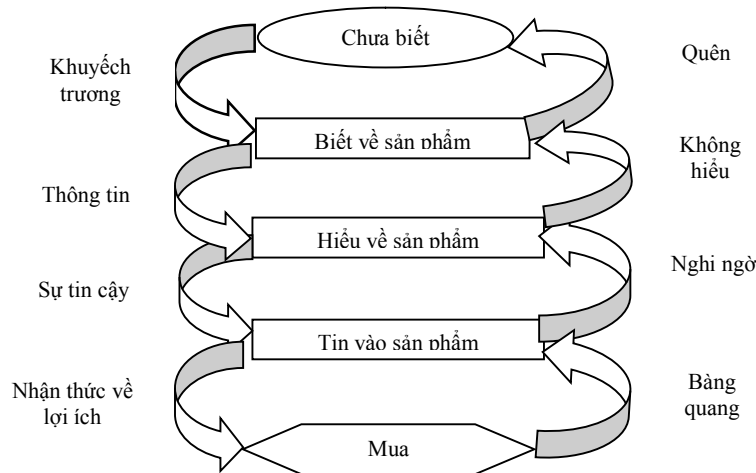 Chưa biết
Khuyếch
trương
Quên
Biết về sản phẩm
Không
hiểu
Thông tin
Hiểu về sản phẩm
Nghi ngờ
Sự tin cậy
Tin vào sản phẩm
Nhận thức về
lợi ích
Bàng
quang
Mua